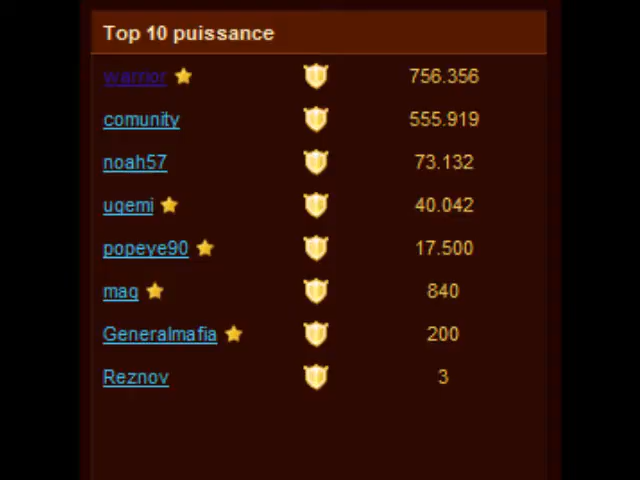 Top 10 puissance
warrior 756.356
comunity 555.919
noah57 73.132
ugemi 40.042
popeye90 17.500
mag 840
Generalmafia 200
Reznov 3